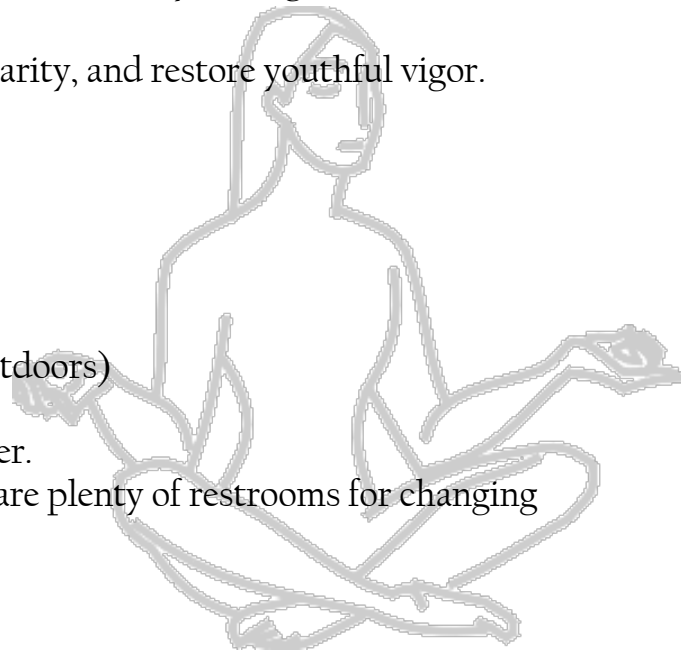 arity, and restore youthful vigor.
tdoors)
er.
are plenty of restrooms for changing